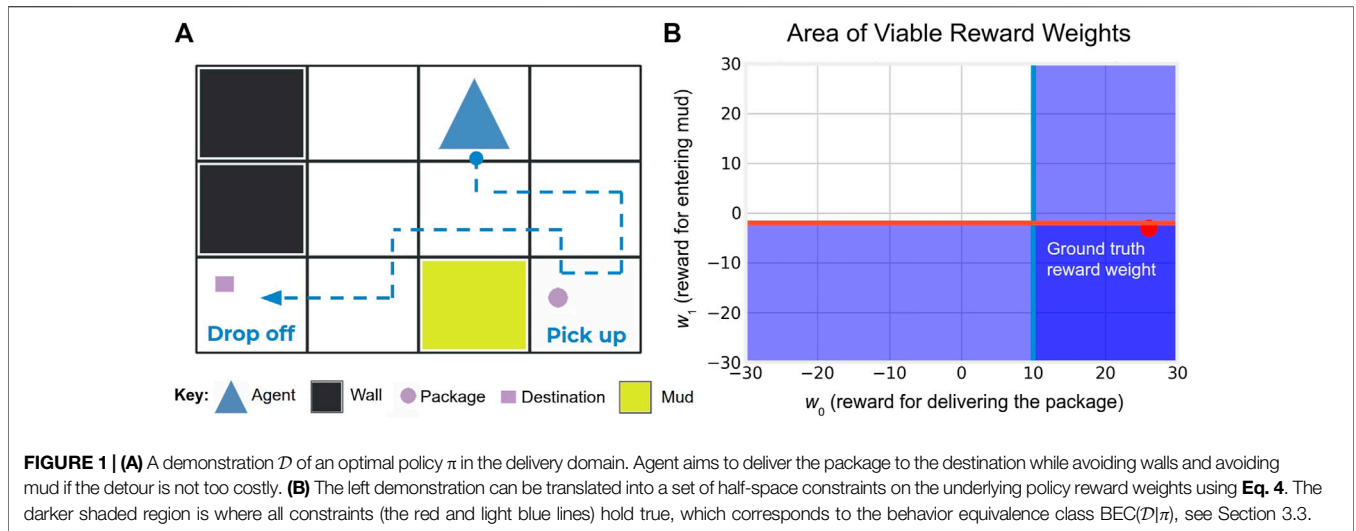 A
Drop off
Pick up
Key: Agent Wall Package Destination Mud
B
Area of Viable Reward Weights
30
20
10
0
−10
−20
−30
w1 (reward for entering mud)
Ground truth
reward weight
−30 −20 −10 0 10 20 30
w0 (reward for delivering the package)
FIGURE 1 | (A) A demonstration 𝒟 of an optimal policy π in the delivery domain. Agent aims to deliver the package to the destination while avoiding walls and avoiding
mud if the detour is not too costly. (B) The left demonstration can be translated into a set of half-space constraints on the underlying policy reward weights using Eq. 4. The
darker shaded region is where all constraints (the red and light blue lines) hold true, which corresponds to the behavior equivalence class BEC(𝒟|π), see Section 3.3.